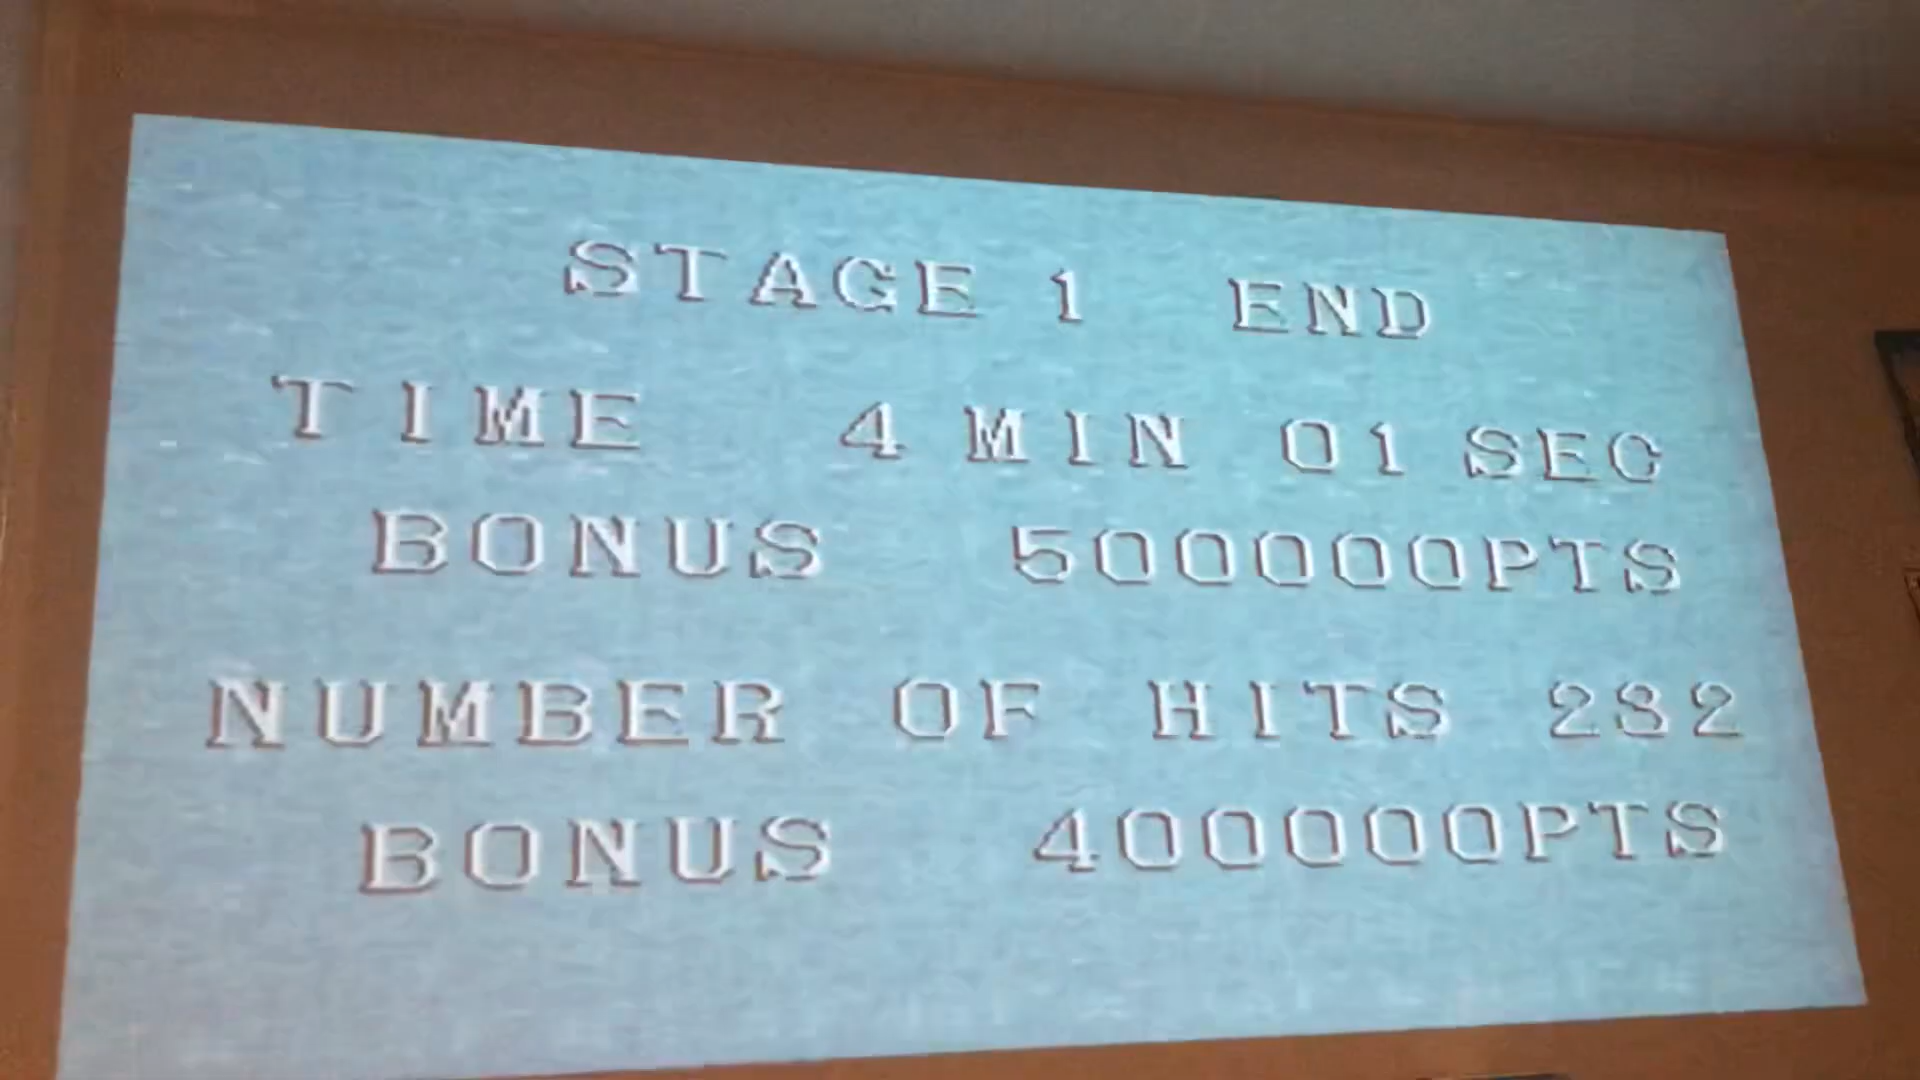 STAGE 1 END
TIME 4 MIN 01 SEC
BONUS 500000PTS
NUMBER OF HITS 232
BONUS 400000PTS